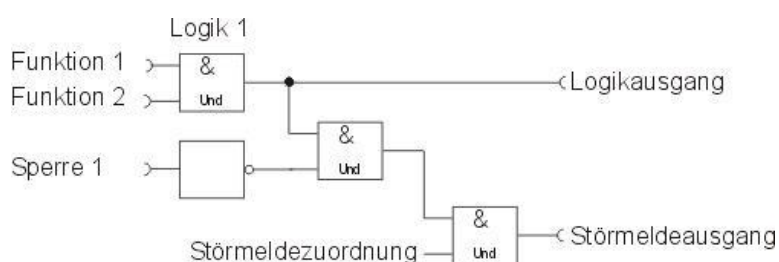 Logik 1
Funktion 1
&
Funktion 2
Und
Logikausgang
&
Sperre 1
Und
&
Störmeldeausgang
Störmeldezuordnung
Und